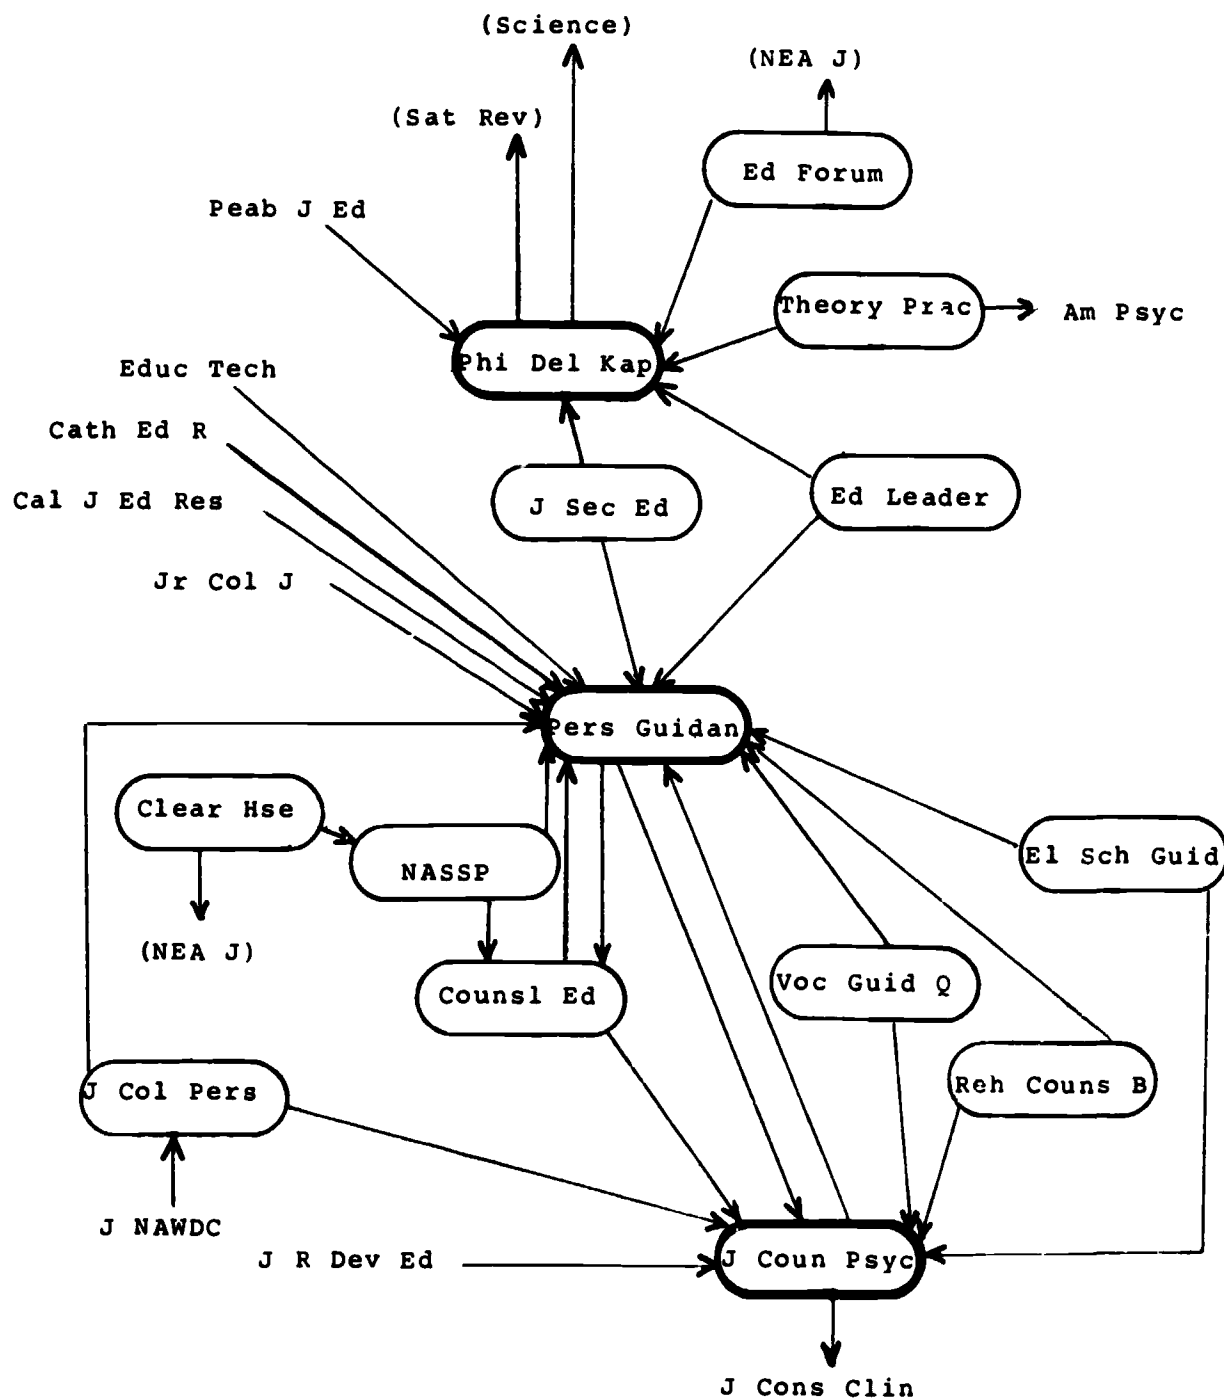 (Science)
(NEA J)
(Sat Rev)
Ed Forum
Peab J Ed
Theory Prac
Am Psyc
Phi Del Kap
Educ Tech
Cath Ed R
Cal J Ed Res
J Sec Ed
Ed Leader
Jr Col J
Pers Guidan
Clear Hse
NASSP
El Sch Guid
(NEA J)
Counsl Ed
Voc Guid Q
J Col Pers
Reh Couns B
J NAWDC
J R Dev Ed
J Coun Psyc
J Cons Clin